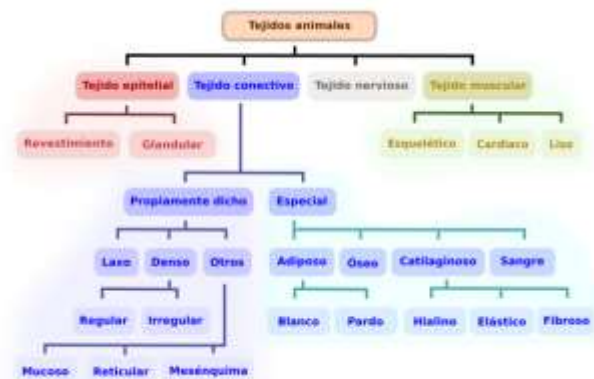 Tejidos animales
Tejido epitelial Tejido conectivo Tejido nervioso Tejido muscular
Revestimiento Glandular Esquelético Cardíaco Liso
Propiamente dicho Especial
Laxo Denso Otros Adiposo Óseo Catilaginoso Sangre
Regular Irregular Blanco Pardo Hialino Elástico Fibroso
Mucoso Reticular Mesénquima